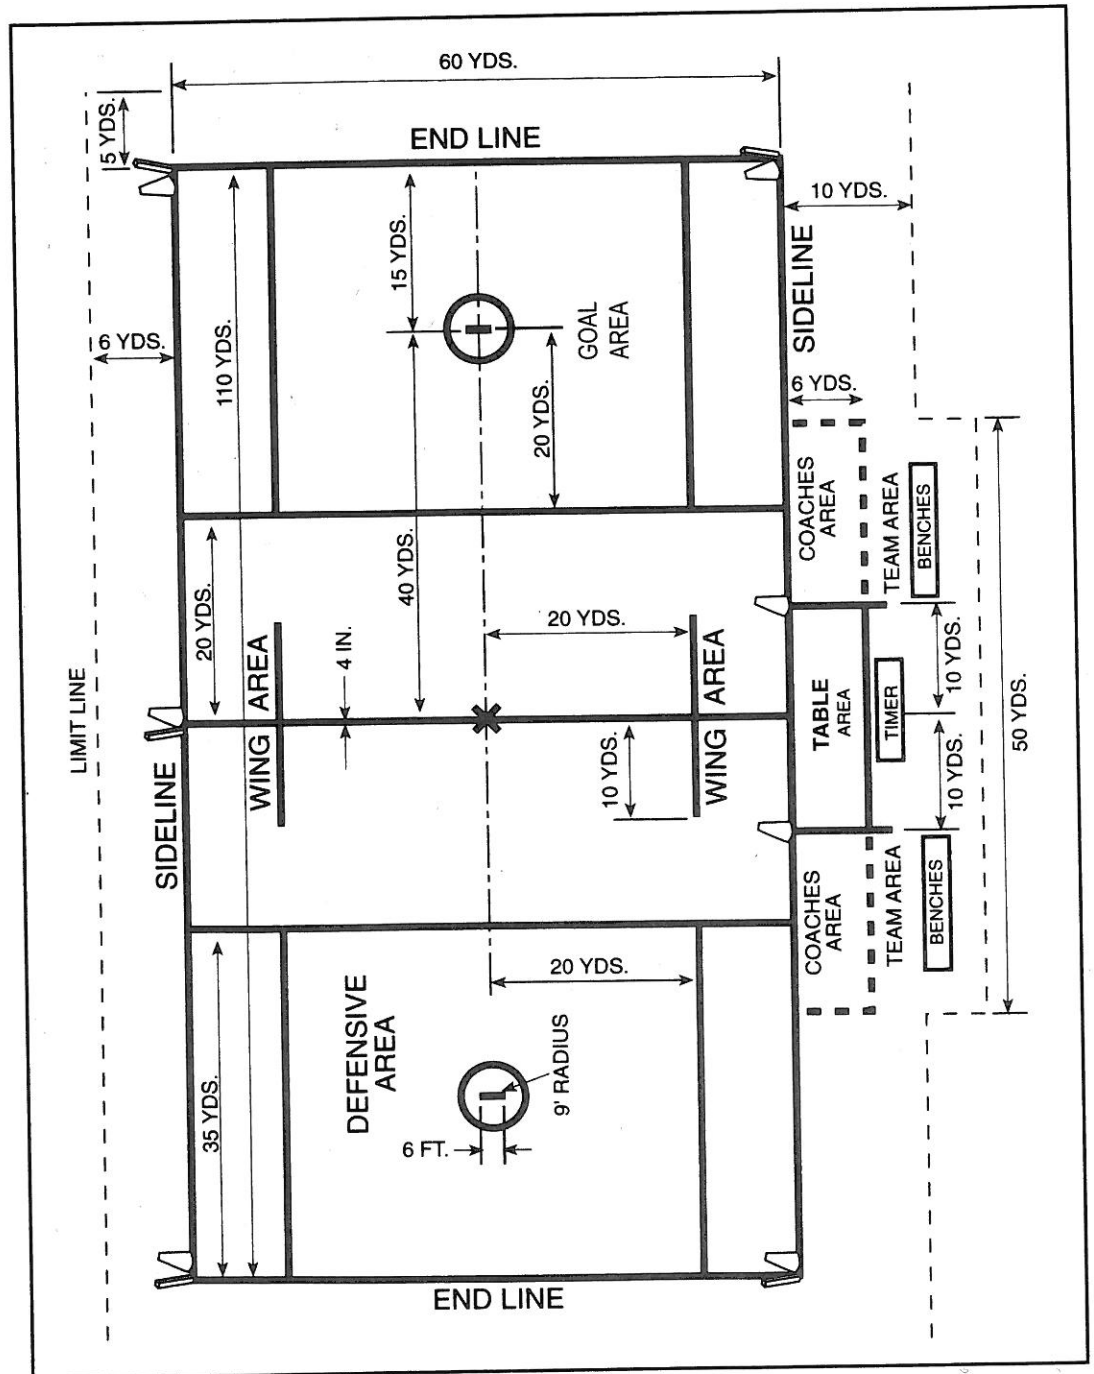 60 YDS.
5 YDS.
END LINE
10 YDS.
15 YDS.
SIDELINE
6 YDS.
110 YDS.
GOAL
AREA
6 YDS.
20 YDS.
COACHES
AREA
TEAM AREA
BENCHES
40 YDS.
20 YDS.
20 YDS.
4 IN.
WING AREA
WING AREA
LIMIT LINE
10 YDS.
TABLE
AREA
TIMER
50 YDS.
10 YDS.
10 YDS.
SIDELINE
COACHES
AREA
TEAM AREA
BENCHES
20 YDS.
DEFENSIVE
AREA
35 YDS.
9' RADIUS
6 FT.
END LINE